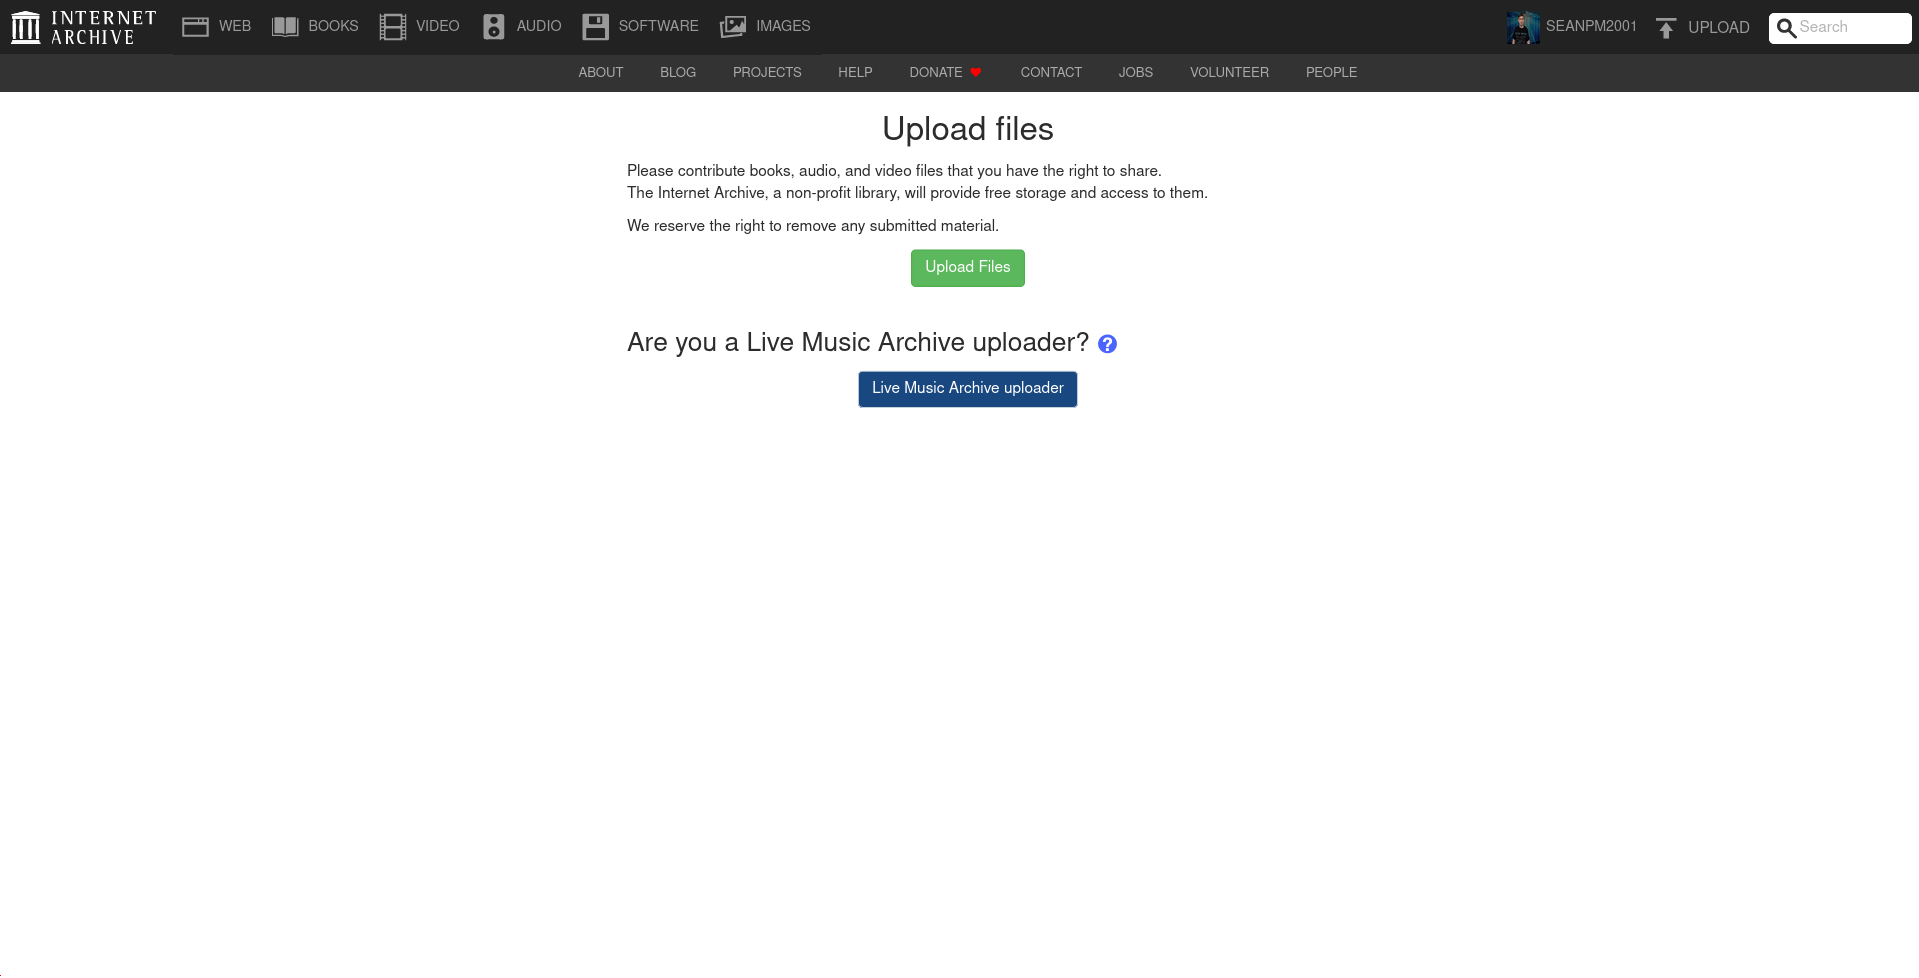 INTERNET ARCHIVE
WEB BOOKS VIDEO AUDIO SOFTWARE IMAGES SEANPM2001 UPLOAD Search
ABOUT BLOG PROJECTS HELP DONATE CONTACT JOBS VOLUNTEER PEOPLE
Upload files
Please contribute books, audio, and video files that you have the right to share.
The Internet Archive, a non-profit library, will provide free storage and access to them.
We reserve the right to remove any submitted material.
Upload Files
Are you a Live Music Archive uploader? ?
Live Music Archive uploader